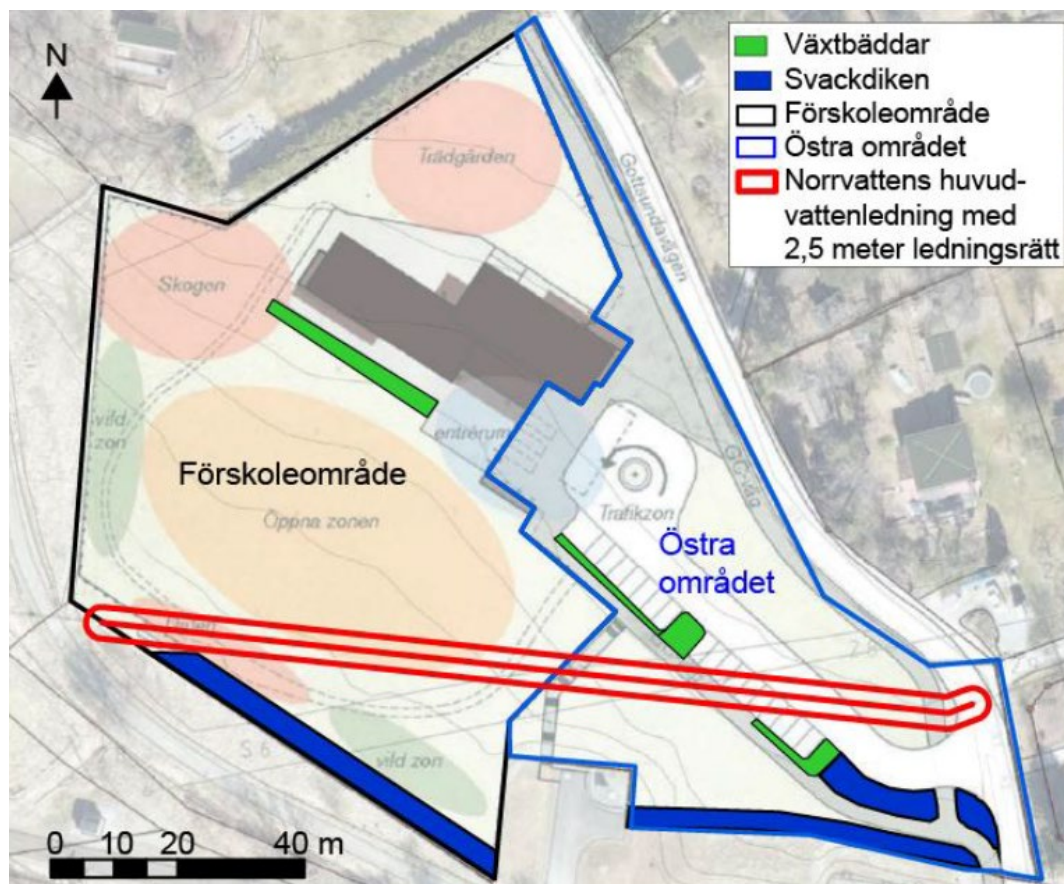 N
Växtbäddar
Svackdiken
Förskoleområde
Östra området
Norrvattens huvud-
vattenledning med
2,5 meter ledningsrätt
Trädgården
Gottsundavägen
Skogen
vild
zon
entrérum
Förskoleområde
Öppna zonen
GC-väg
Trafikzon
Östra
området
vild zon
0 10 20 40 m